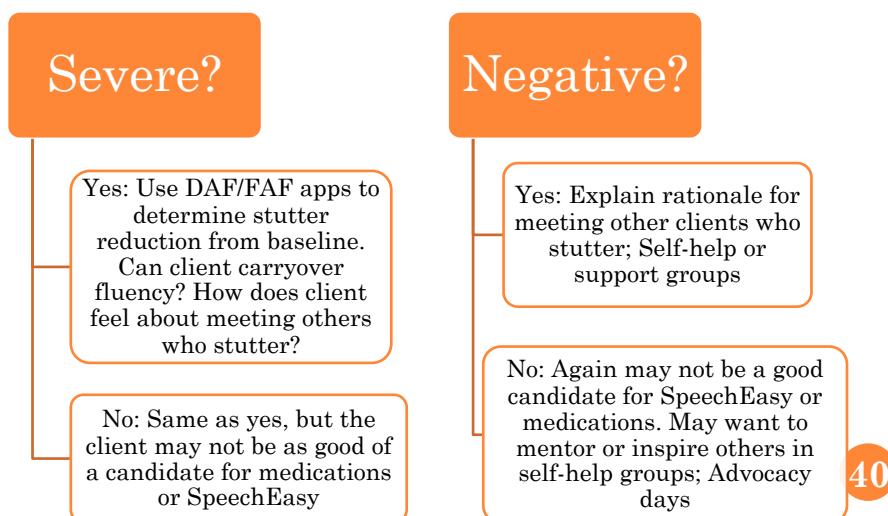 Severe?
Yes: Use DAF/FAF apps to
determine stutter
reduction from baseline.
Can client carryover
fluency? How does client
feel about meeting others
who stutter?
No: Same as yes, but the
client may not be as good of
a candidate for medications
or SpeechEasy
Negative?
Yes: Explain rationale for
meeting other clients who
stutter; Self-help or
support groups
No: Again may not be a good
candidate for SpeechEasy or
medications. May want to
mentor or inspire others in
self-help groups; Advocacy
days
40